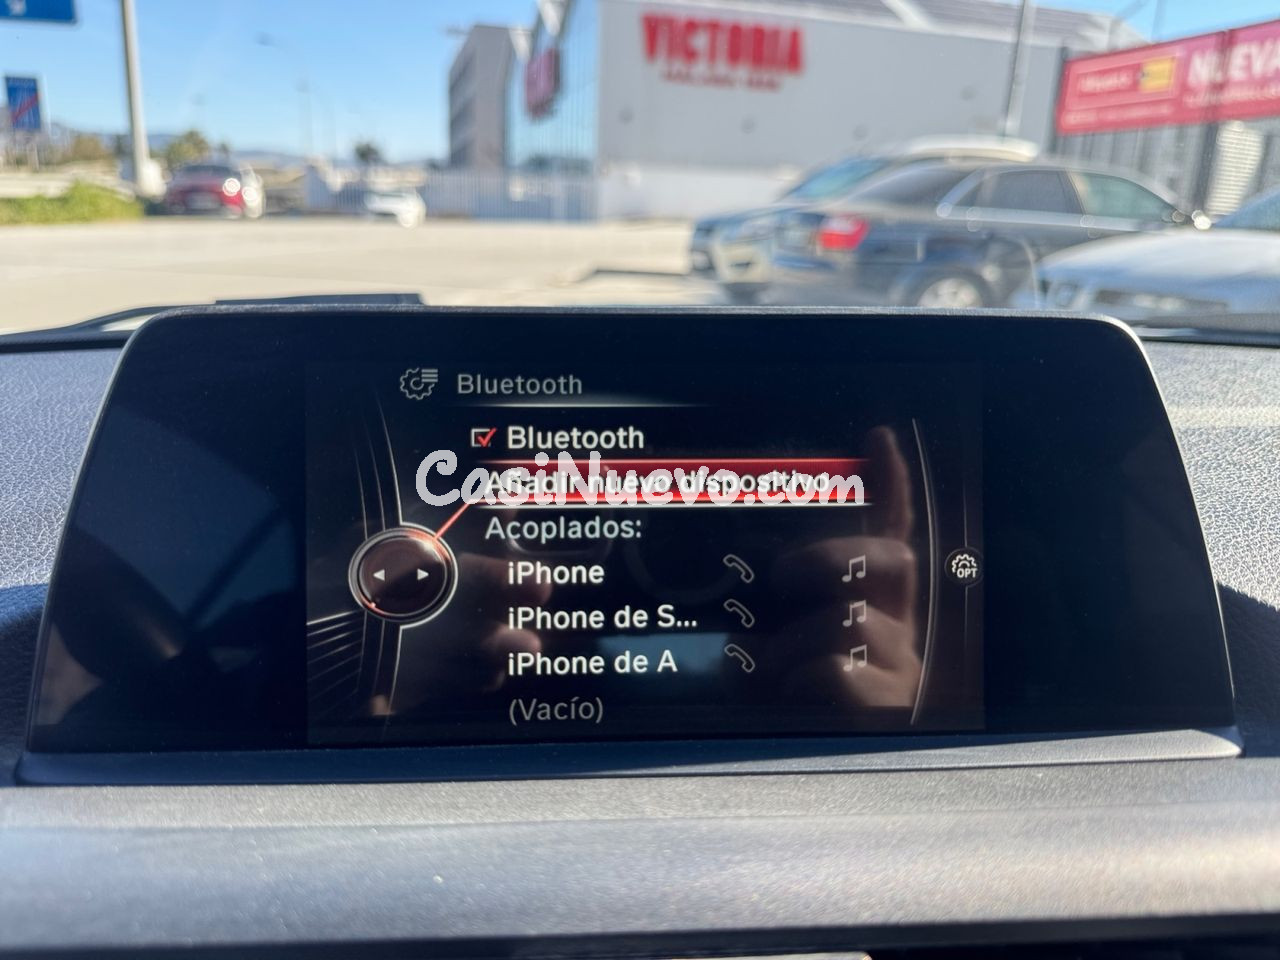 VICTORIA
NUEVA
Bluetooth
Bluetooth
Añadir nuevo dispositivo
CasiNuevo.com
Acoplados:
iPhone
OPT
iPhone de S...
iPhone de A
(Vacío)